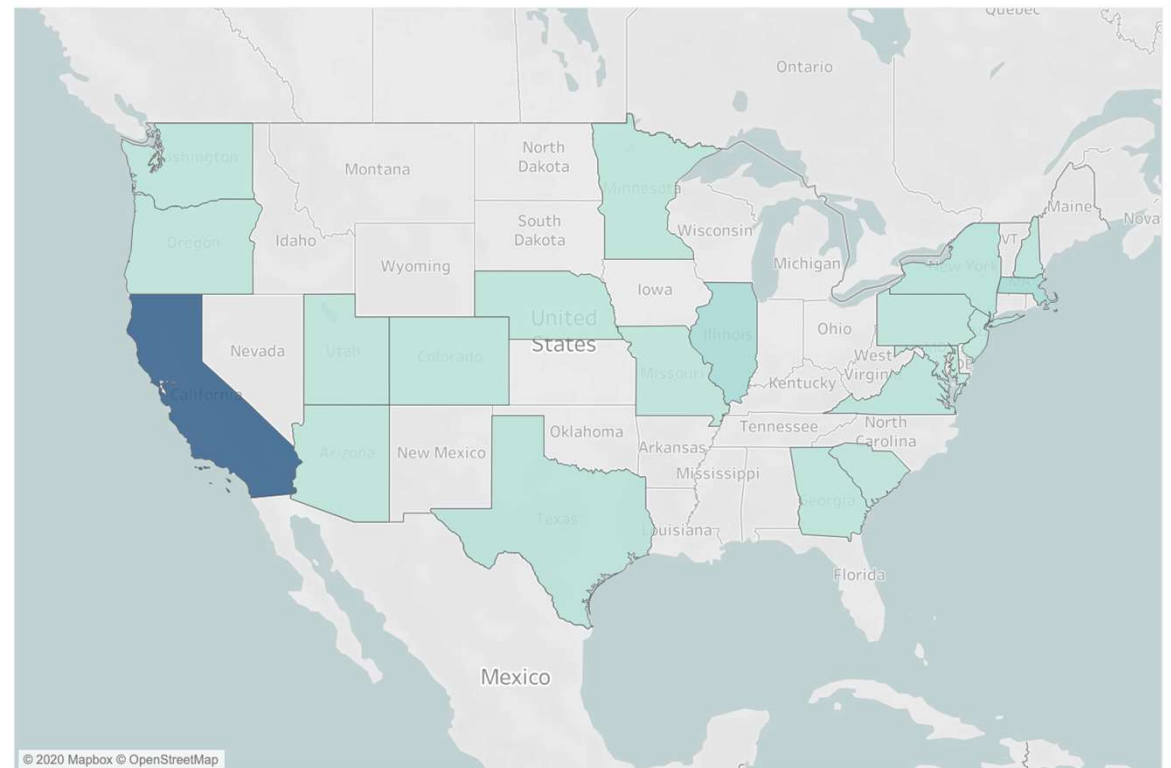 Quebec
Ontario
Washington
Montana
North
Dakota
Minnesota
Maine
Nova
Oregon
Idaho
South
Dakota
Wisconsin
VT
Wyoming
Michigan
New York
MA
Iowa
United
States
Nevada
Utah
Colorado
Illinois
Ohio
West
Virginia
DE
Missouri
Kentucky
California
Arizona
New Mexico
Oklahoma
Arkansas
Tennessee
North
Carolina
Mississippi
Georgia
Texas
Louisiana
Florida
Mexico
© 2020 Mapbox © OpenStreetMap